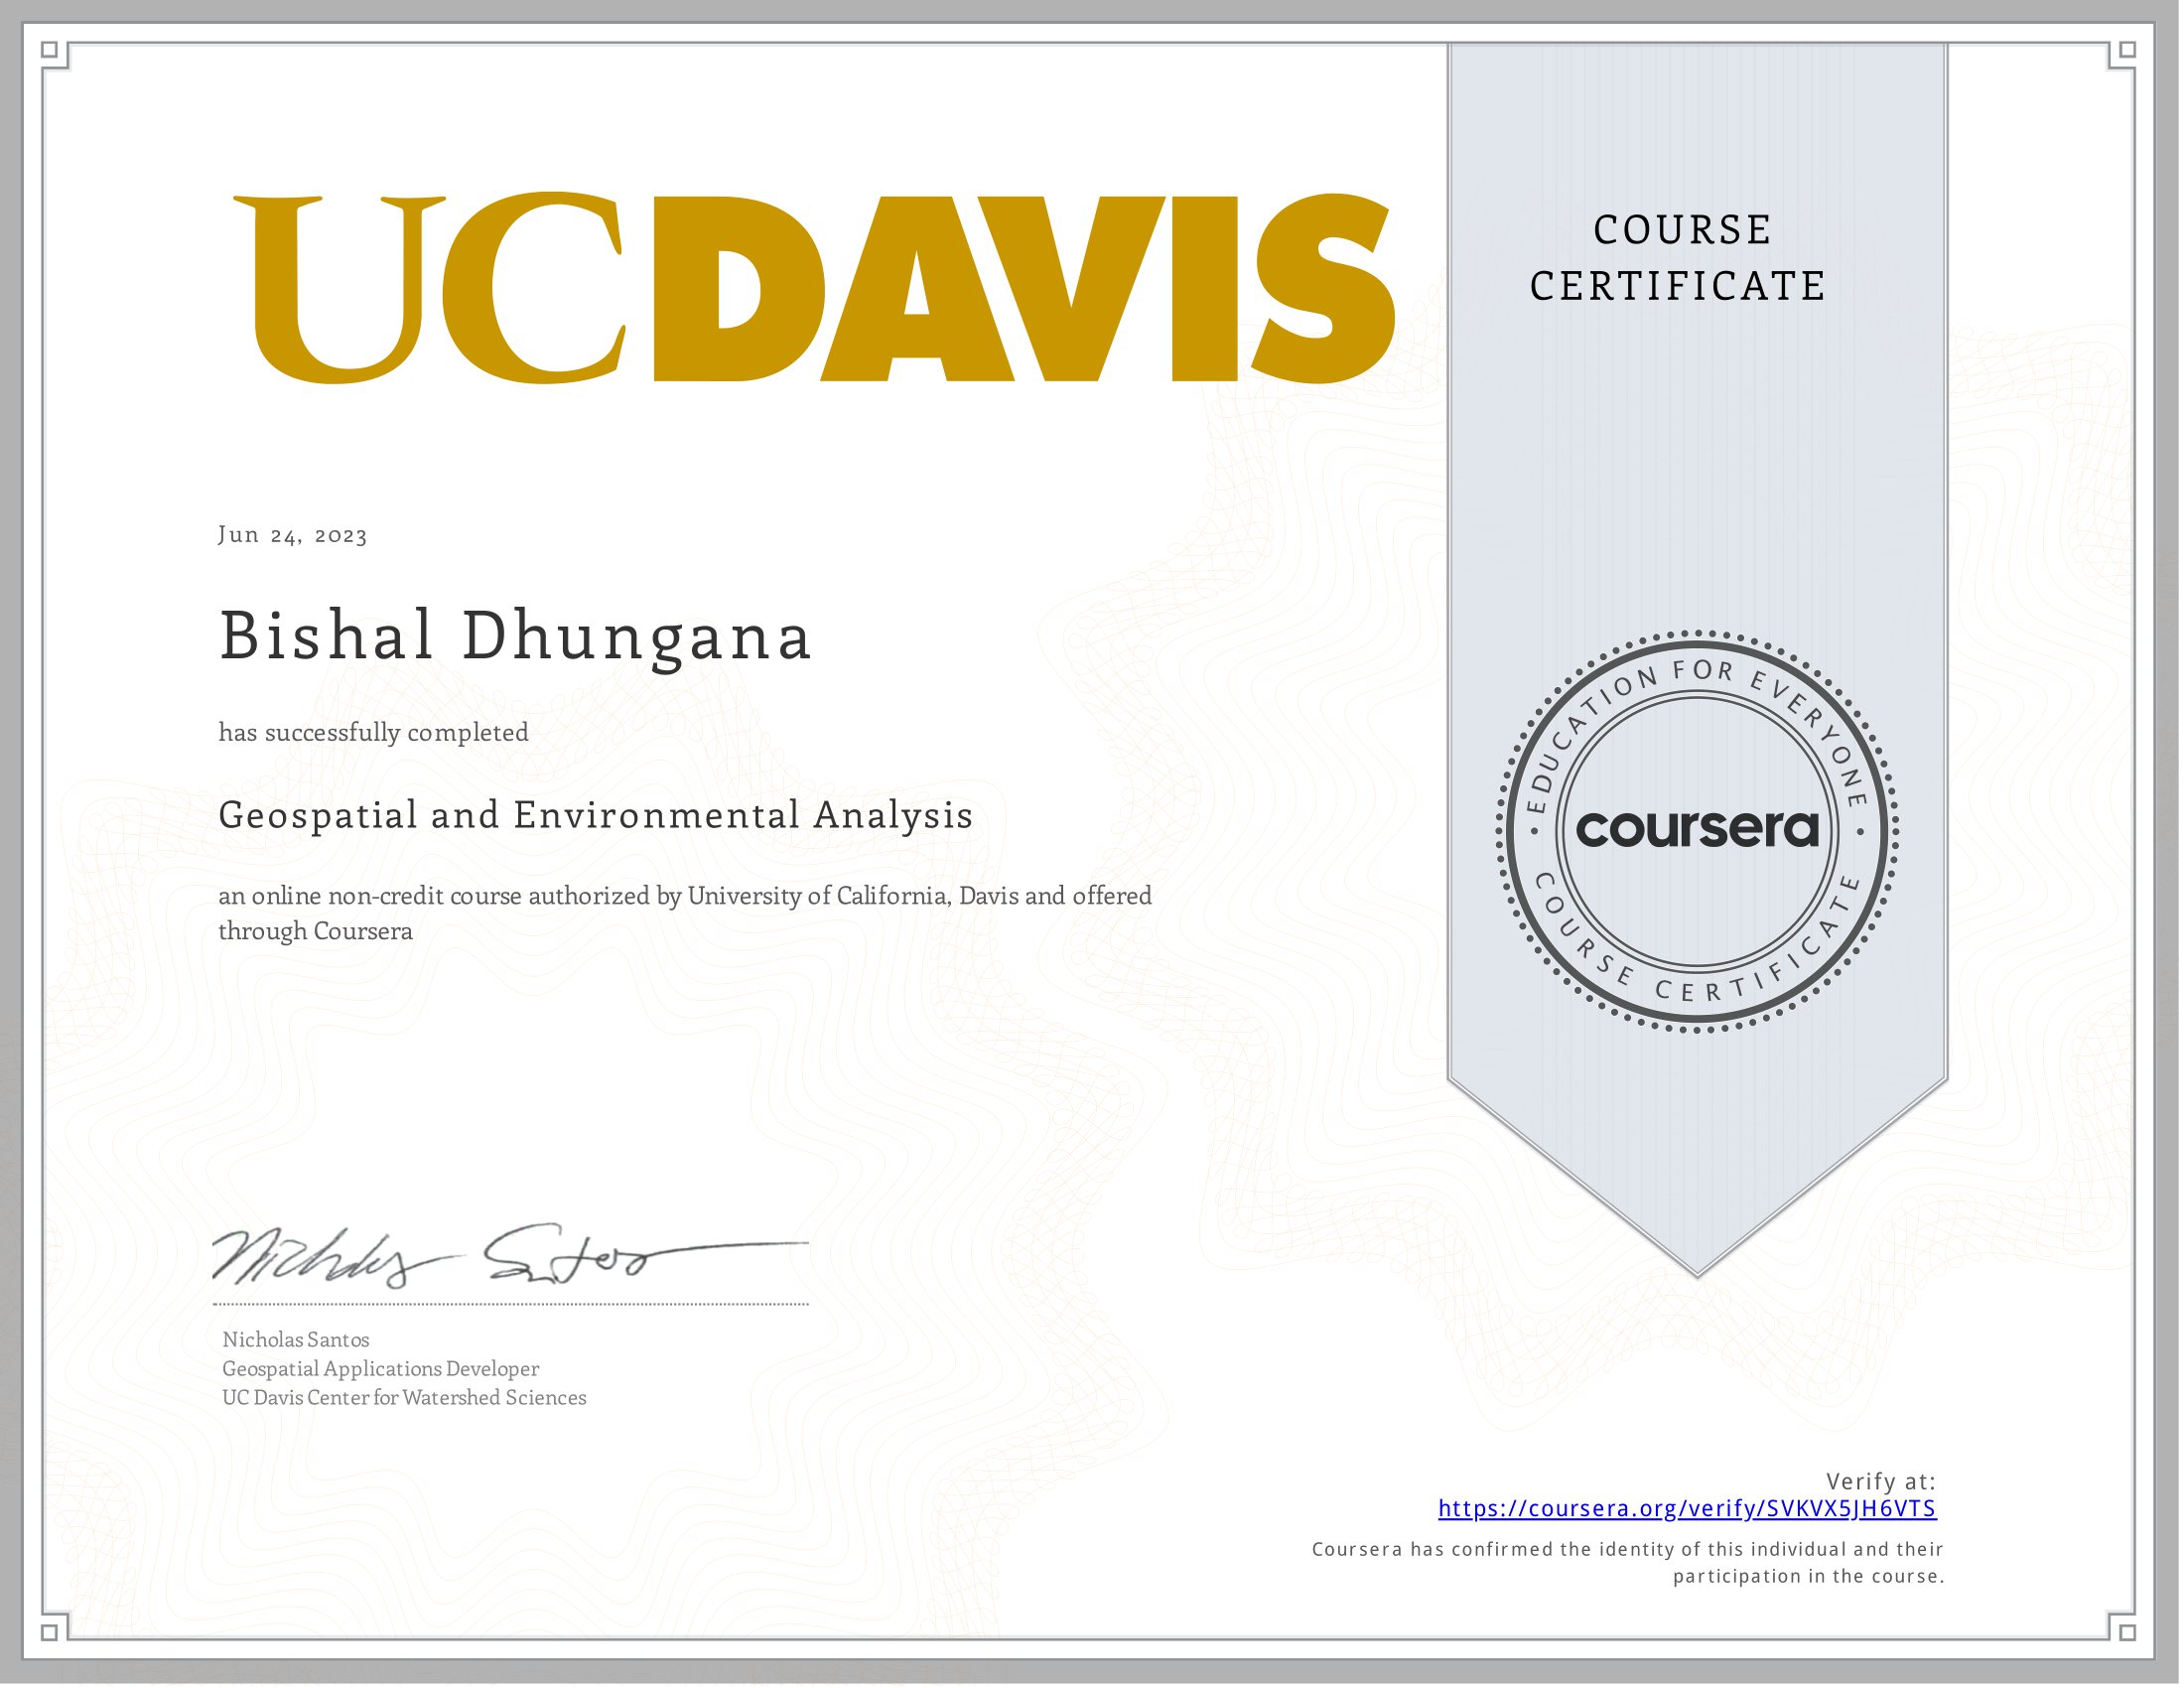 UCDAVIS
COURSE
CERTIFICATE
Jun 24, 2023
Bishal Dhungana
has successfully completed
Geospatial and Environmental Analysis
an online non-credit course authorized by University of California, Davis and offered
through Coursera
EDUCATION FOR EVERYONE
coursera
COURSE CERTIFICATE
Nicholas Santos
Nicholas Santos
Geospatial Applications Developer
UC Davis Center for Watershed Sciences
Verify at:
https://coursera.org/verify/SVKVX5JH6VTS
Coursera has confirmed the identity of this individual and their
participation in the course.